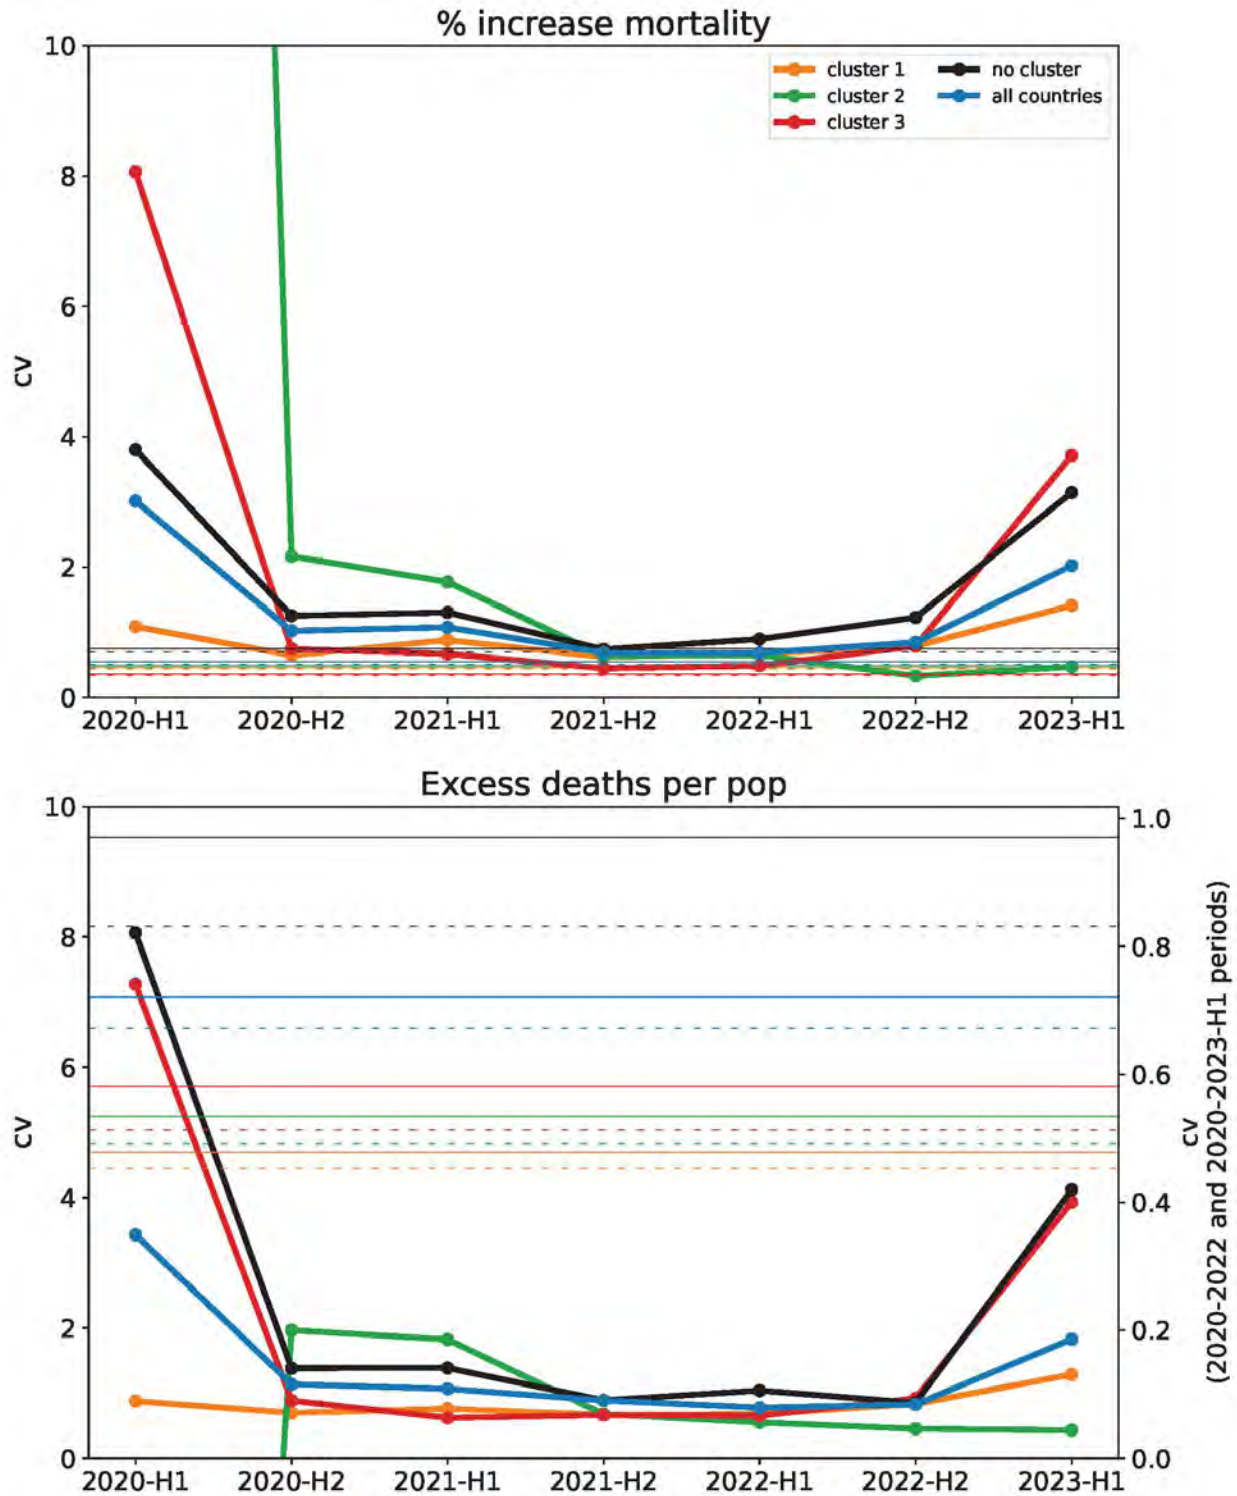 % increase mortality
10
8
6
4
2
0
cv
cluster 1
cluster 2
cluster 3
no cluster
all countries
2020-H1 2020-H2 2021-H1 2021-H2 2022-H1 2022-H2 2023-H1
Excess deaths per pop
10
8
6
4
2
0
cv
1.0
0.8
0.6
0.4
0.2
0.0
cv
(2020-2022 and 2020-2023-H1 periods)
2020-H1 2020-H2 2021-H1 2021-H2 2022-H1 2022-H2 2023-H1